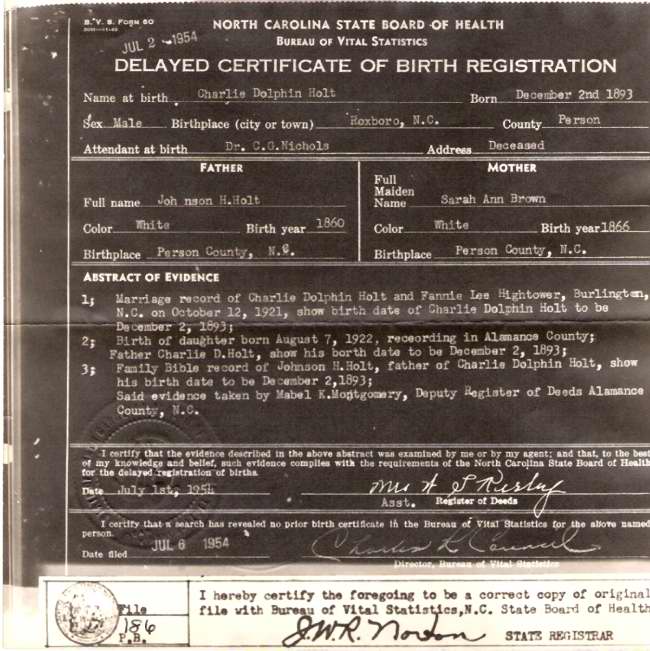 B. V. S. FORM 60
JUL 2 - 1954
NORTH CAROLINA STATE BOARD OF HEALTH
BUREAU OF VITAL STATISTICS
DELAYED CERTIFICATE OF BIRTH REGISTRATION
Name at birth Charlie Dolphin Holt Born December 2nd 1893
Sex Male Birthplace (city or town) Roxboro, N.C. County Person
Attendant at birth Dr. C.G.Nichols Address Deceased
FATHER
Full name Joh nson H.Holt
Color White Birth year 1860
Birthplace Person County, N.C.
MOTHER
Full
Maiden
Name Sarah Ann Brown
Color White Birth year 1866
Birthplace Person County, N.C.
ABSTRACT OF EVIDENCE
1; Marriage record of Charlie Dolphin Holt and Fannie Lee Hightower, Burlington,
N.C. on October 12, 1921, show birth date of Charlie Dolphin Holt to be
December 2, 1893;
2; Birth of daughter born August 7, 1922, receording in Alamance County;
Father Charlie D.Holt, show his borth date to be December 2, 1893;
3; Family Bible record of Johnson H.Holt, father of Charlie Dolphin Holt, show
his birth date to be December 2,1893;
Said evidence taken by Mabel K.Montgomery, Deputy Register of Deeds Alamance
County, N.C.
I certify that the evidence described in the above abstract was examined by me or by my agent; and that, to the best
of my knowledge and belief, such evidence complies with the requirements of the North Carolina State Board of Health
for the delayed registration of births.
Date July 1st, 1954 Mrs A S
Asst. Register of Deeds
I certify that a search has revealed no prior birth certificate in the Bureau of Vital Statistics for the above named
person.
Date filed JUL 6 1954 Charles L Council
Director, Bureau of Vital Statistics
File
186
P.B.
I hereby certify the foregoing to be a correct copy of original
file with Bureau of Vital Statistics,N.C. State Board of Health
J.W.R. Norton STATE REGISTRAR